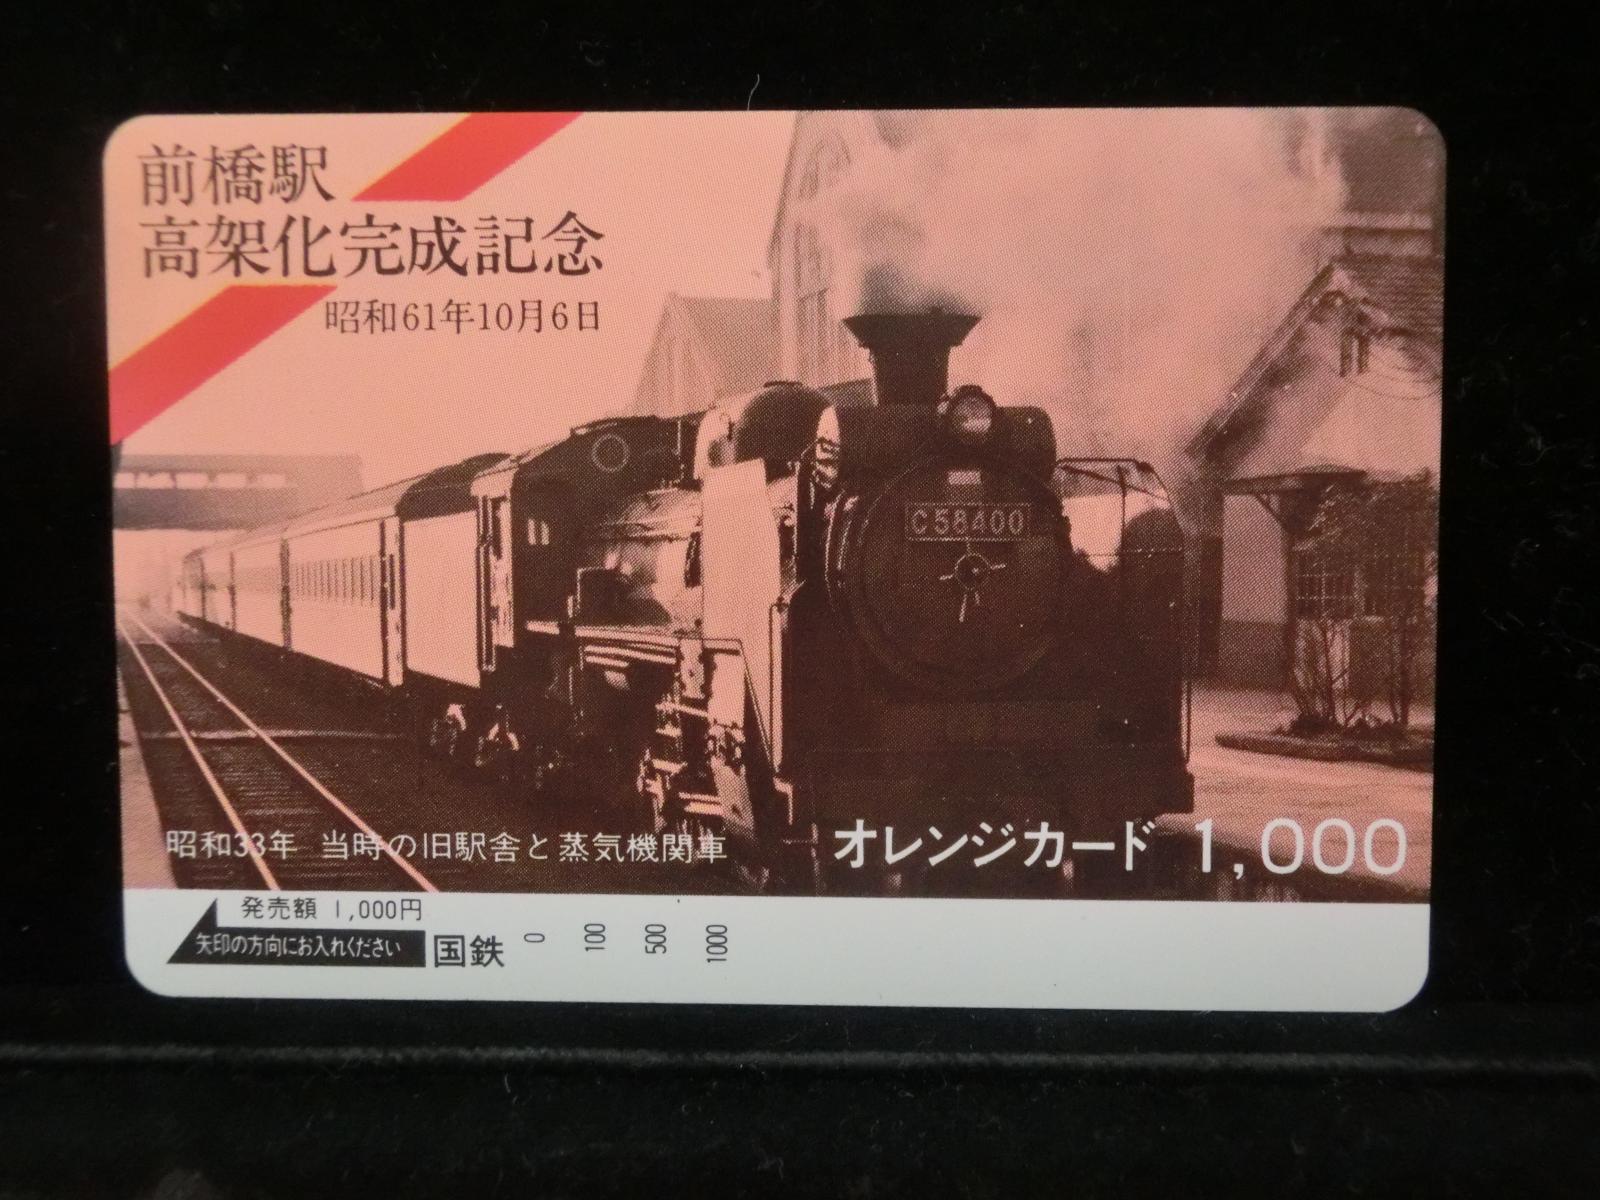 前橋駅
高架化完成記念
昭和61年10月6日
C58400
昭和33年 当時の旧駅舎と蒸気機関車
オレンジカード 1,000
発売額 1,000円
矢印の方向にお入れください
国鉄 0 100 500 1000